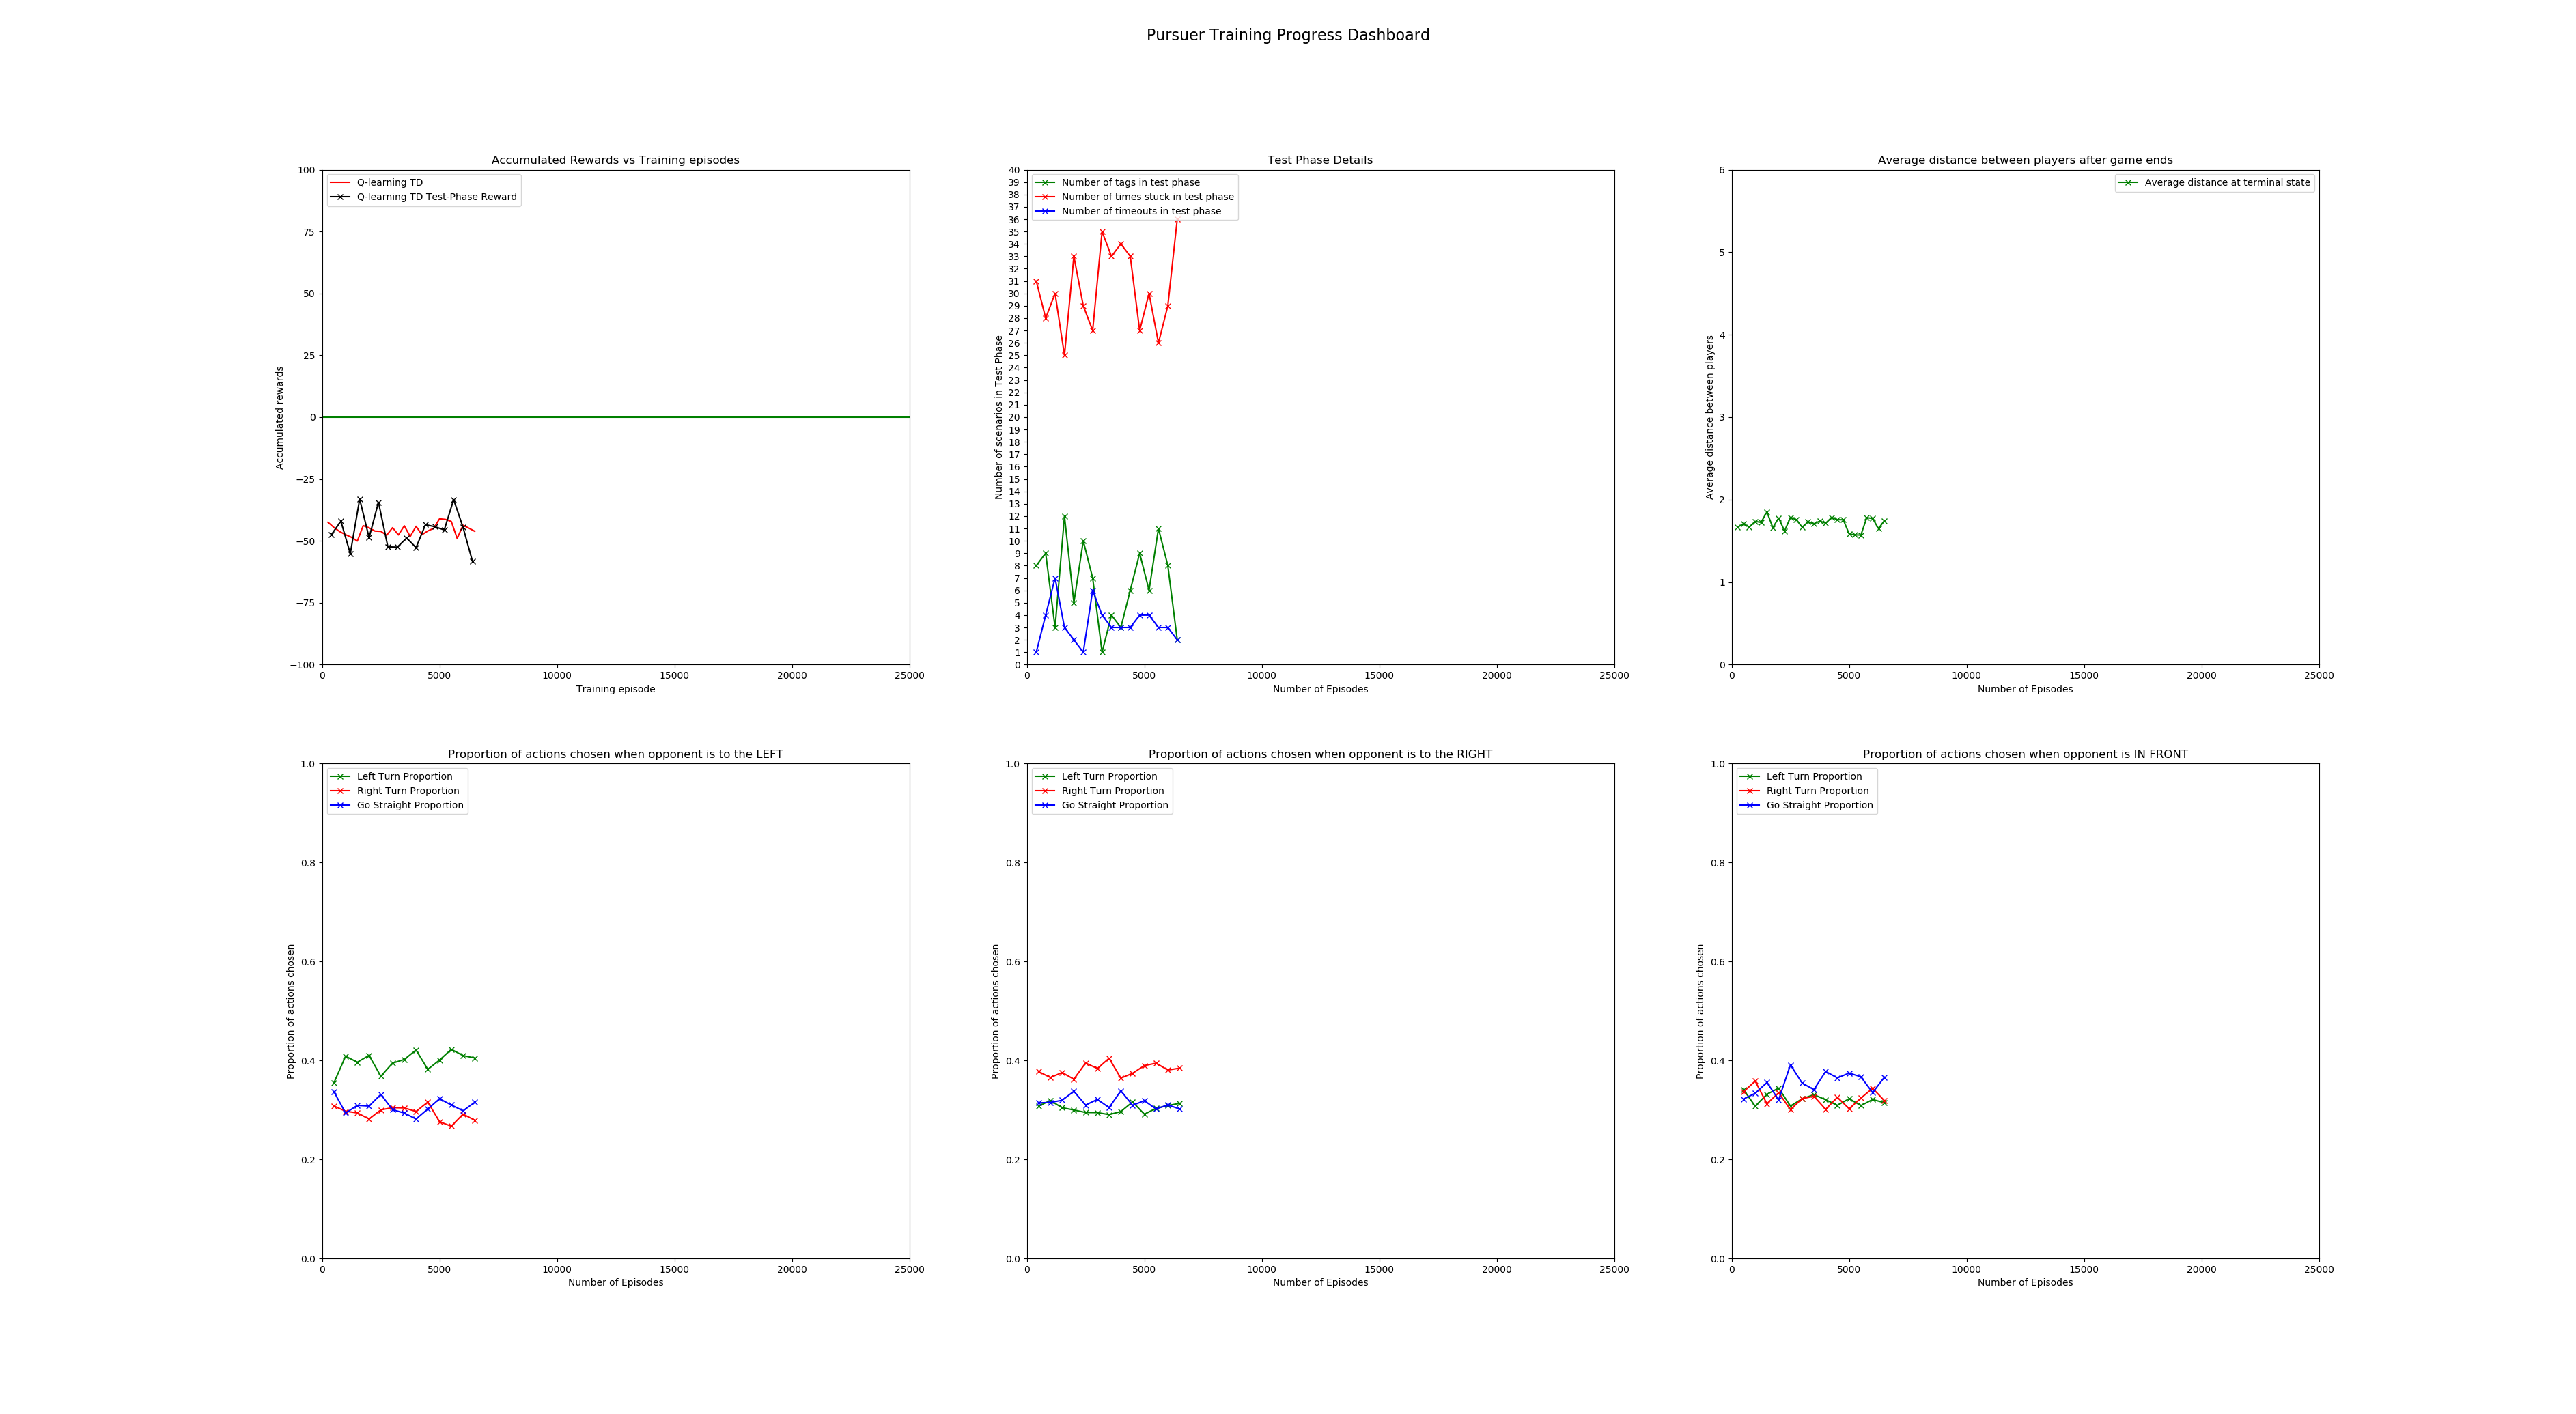 Pursuer Training Progress Dashboard
Accumulated Rewards vs Training episodes
Q-learning TD
Q-learning TD Test-Phase Reward
100
75
50
25
0
−25
−50
−75
−100
Accumulated rewards
0 5000 10000 15000 20000 25000
Training episode
Test Phase Details
Number of tags in test phase
Number of times stuck in test phase
Number of timeouts in test phase
40
39
38
37
36
35
34
33
32
31
30
29
28
27
26
25
24
23
22
21
20
19
18
17
16
15
14
13
12
11
10
9
8
7
6
5
4
3
2
1
0
Number of scenarios in Test Phase
0 5000 10000 15000 20000 25000
Number of Episodes
Average distance between players after game ends
Average distance at terminal state
6
5
4
3
2
1
0
Average distance between players
0 5000 10000 15000 20000 25000
Number of Episodes
Proportion of actions chosen when opponent is to the LEFT
Left Turn Proportion
Right Turn Proportion
Go Straight Proportion
1.0
0.8
0.6
0.4
0.2
0.0
Proportion of actions chosen
0 5000 10000 15000 20000 25000
Number of Episodes
Proportion of actions chosen when opponent is to the RIGHT
Left Turn Proportion
Right Turn Proportion
Go Straight Proportion
1.0
0.8
0.6
0.4
0.2
0.0
Proportion of actions chosen
0 5000 10000 15000 20000 25000
Number of Episodes
Proportion of actions chosen when opponent is IN FRONT
Left Turn Proportion
Right Turn Proportion
Go Straight Proportion
1.0
0.8
0.6
0.4
0.2
0.0
Proportion of actions chosen
0 5000 10000 15000 20000 25000
Number of Episodes